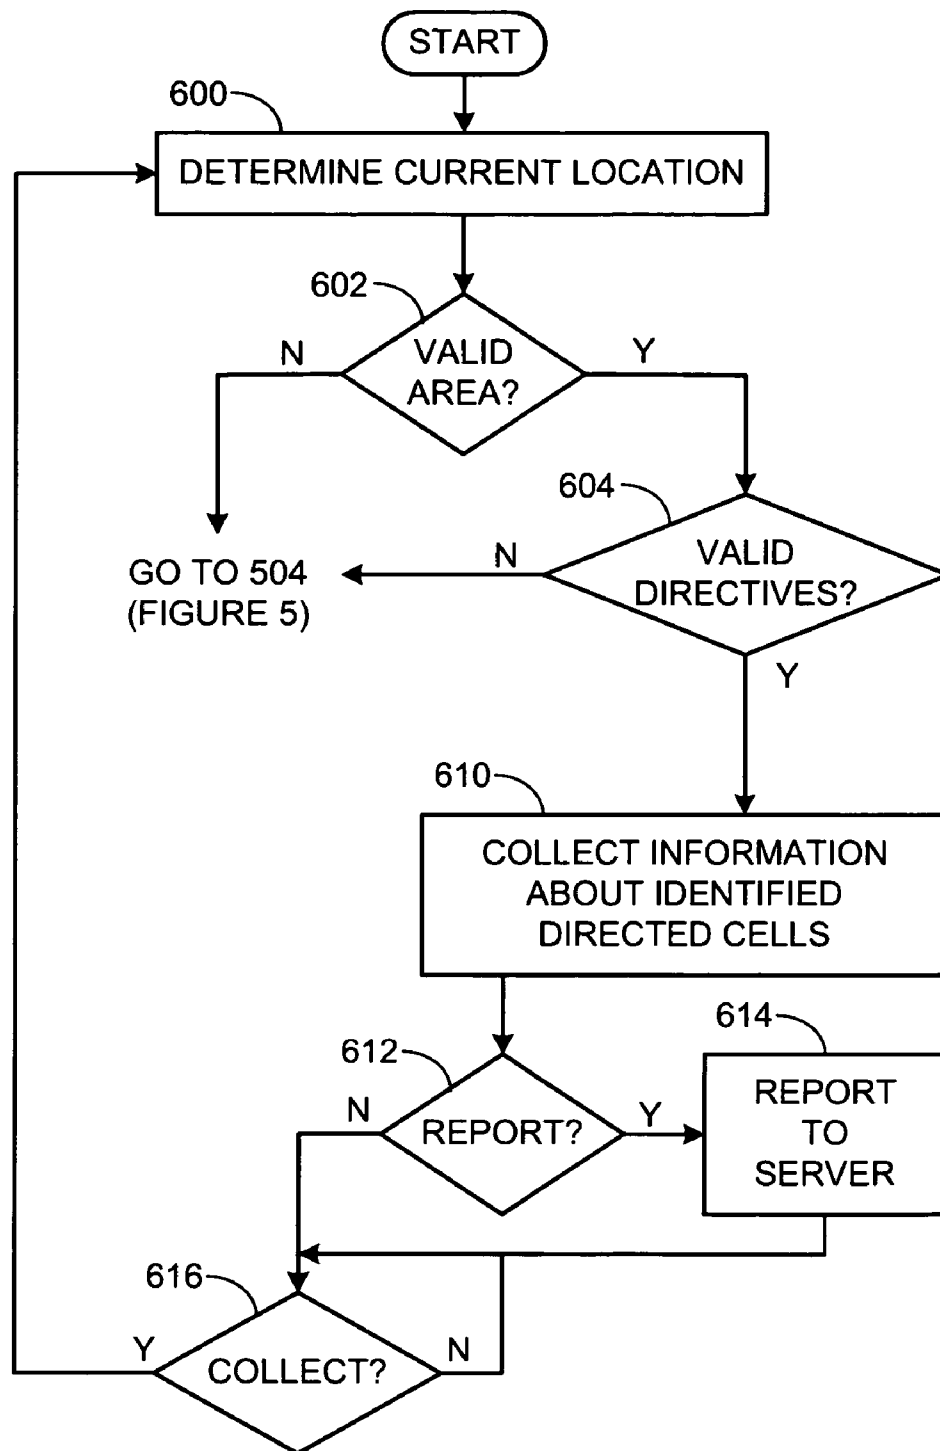 START
600
DETERMINE CURRENT LOCATION
602
VALID
AREA?
N
Y
604
VALID
DIRECTIVES?
N
GO TO 504
(FIGURE 5)
Y
610
COLLECT INFORMATION
ABOUT IDENTIFIED
DIRECTED CELLS
612
REPORT?
N
Y
614
REPORT
TO
SERVER
616
COLLECT?
Y
N